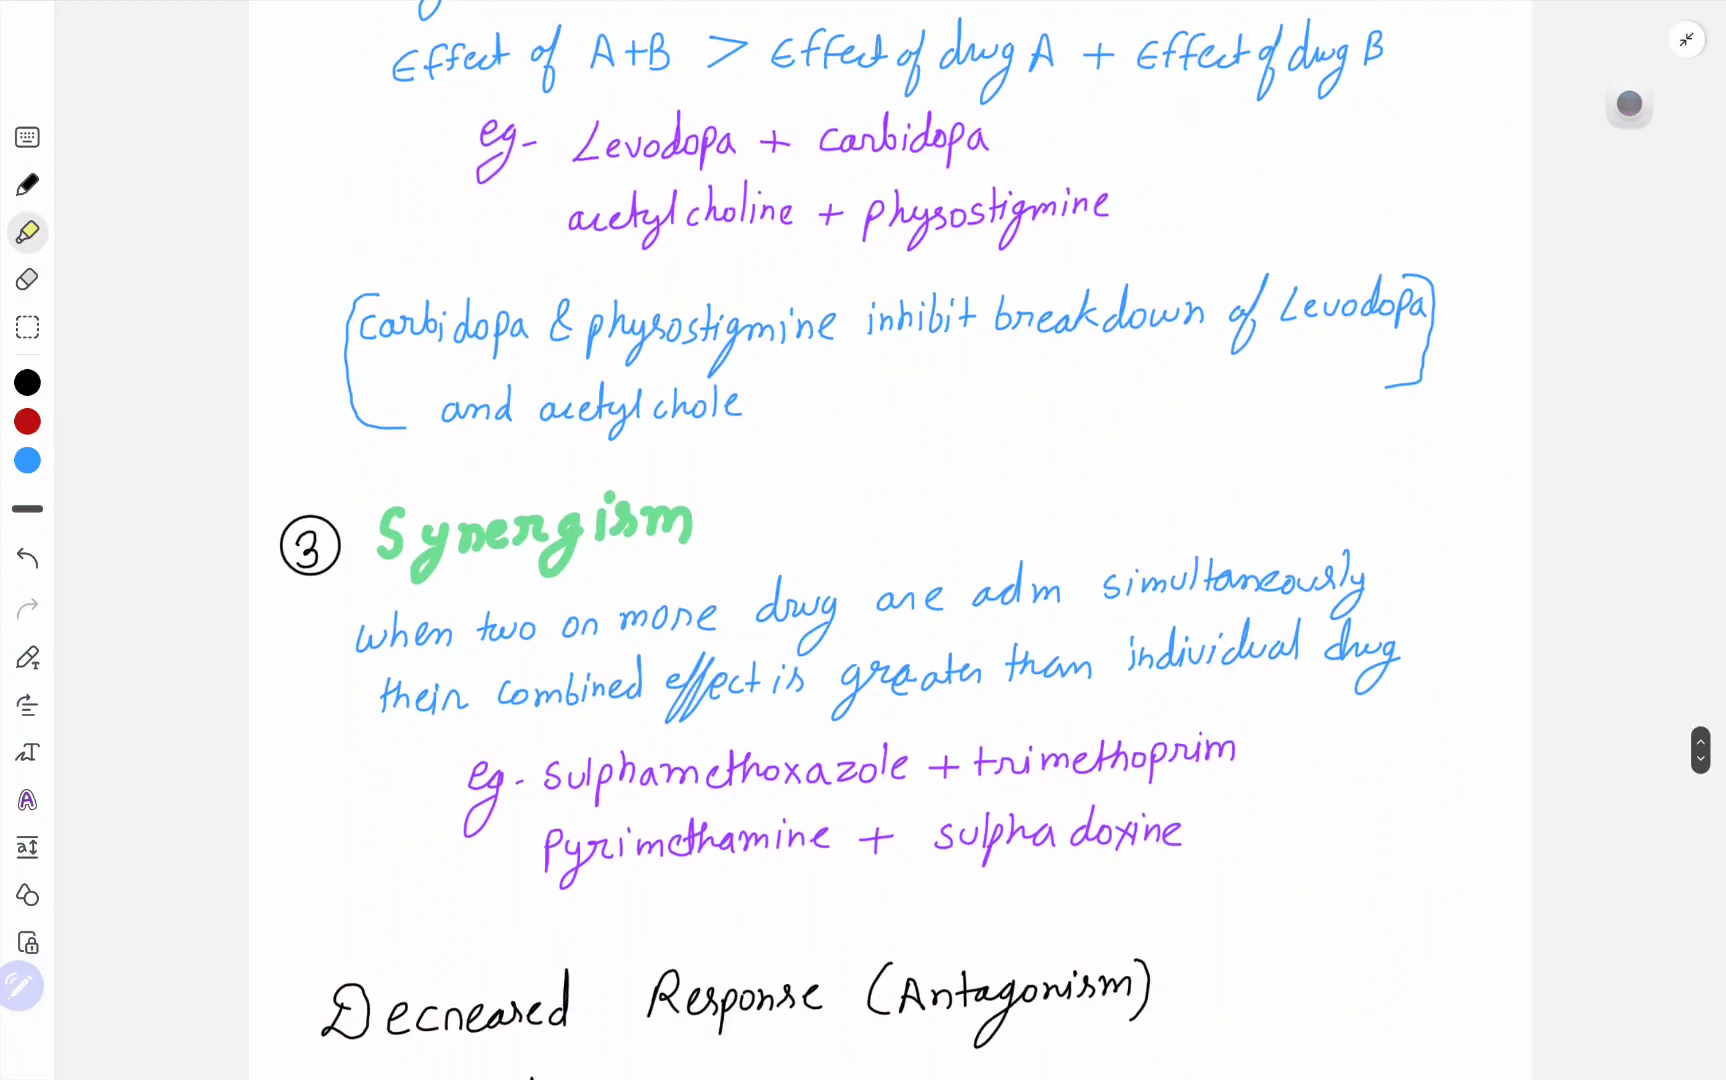 Effect of A+B > Effect of drug A + Effect of drug B
eg- Levodopa + Carbidopa
acetylcholine + physostigmine
[Carbidopa & physostigmine inhibit breakdown of Levodopa
and acetylchole]
③ Synergism
when two or more drug are adm simultaneously
their combined effect is greater than individual drug
eg- sulphamethoxazole + trimethoprim
Pyrimethamine + sulphadoxine
Decreased Response (Antagonism)